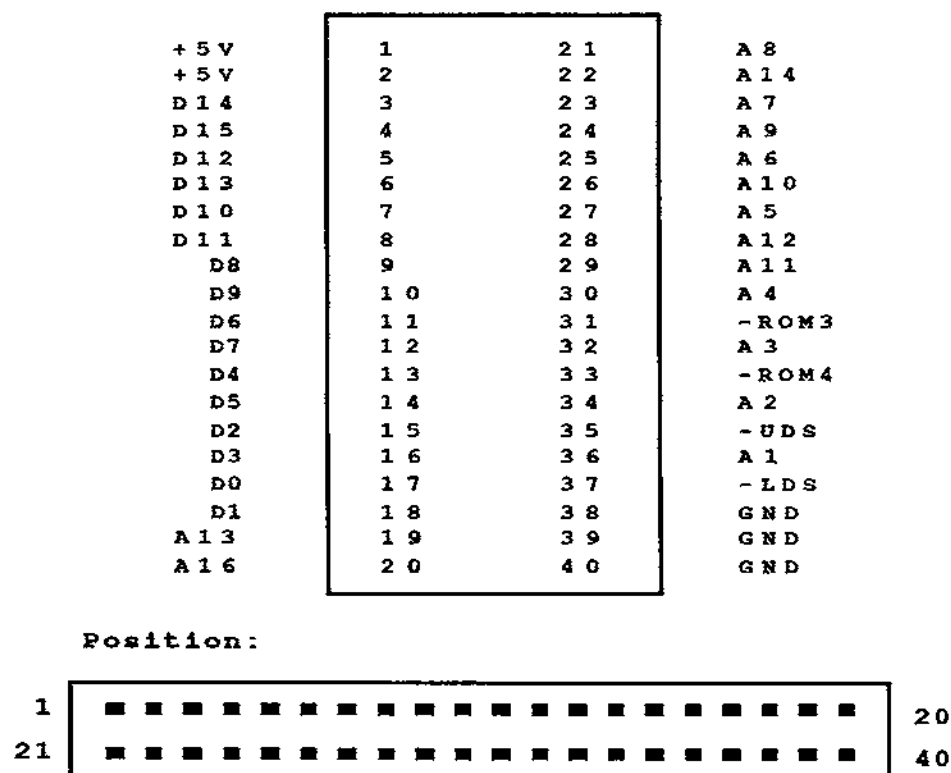 +5V 1 21 A8
+5V 2 22 A14
D14 3 23 A7
D15 4 24 A9
D12 5 25 A6
D13 6 26 A10
D10 7 27 A5
D11 8 28 A12
D8 9 29 A11
D9 10 30 A4
D6 11 31 -ROM3
D7 12 32 A3
D4 13 33 -ROM4
D5 14 34 A2
D2 15 35 -UDS
D3 16 36 A1
D0 17 37 -LDS
D1 18 38 GND
A13 19 39 GND
A16 20 40 GND
Position:
1 20
21 40